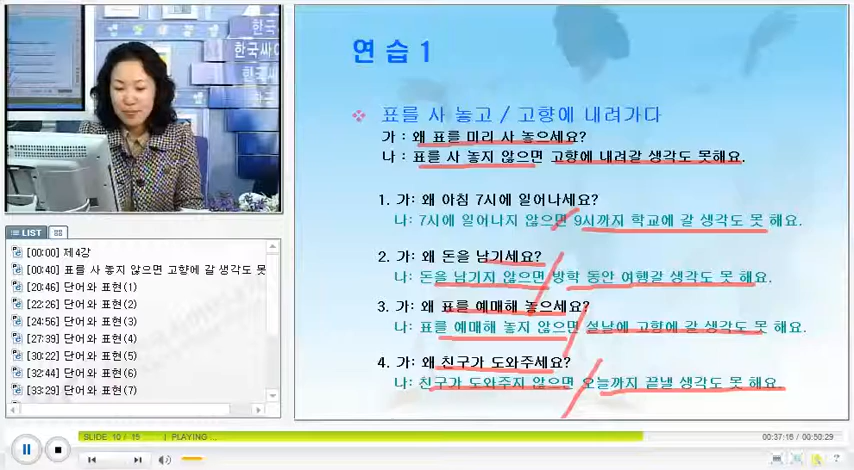 한국
한국싸이
한국
한국
연 습 1
표를 사 놓고 / 고향에 내려가다
가 : 왜 표를 미리 사 놓으세요?
나 : 표를 사 놓지 않으면 고향에 내려갈 생각도 못해요.
1. 가: 왜 아침 7시에 일어나세요?
나: 7시에 일어나지 않으면 9시까지 학교에 갈 생각도 못 해요.
2. 가: 왜 돈을 남기세요?
나: 돈을 남기지 않으면 방학 동안 여행갈 생각도 못 해요.
3. 가: 왜 표를 예매해 놓으세요?
나: 표를 예매해 놓지 않으면 설날에 고향에 갈 생각도 못 해요.
4. 가: 왜 친구가 도와주세요?
나: 친구가 도와주지 않으면 오늘까지 끝낼 생각도 못 해요.
LIST
[00:00] 제4강
[00:40] 표를 사 놓지 않으면 고향에 갈 생각도 못
[20:46] 단어와 표현(1)
[22:26] 단어와 표현(2)
[24:56] 단어와 표현(3)
[27:39] 단어와 표현(4)
[30:22] 단어와 표현(5)
[32:44] 단어와 표현(6)
[33:29] 단어와 표현(7)
SLIDE 10 / 15 | PLAYING ...
00:37:16 / 00:50:29